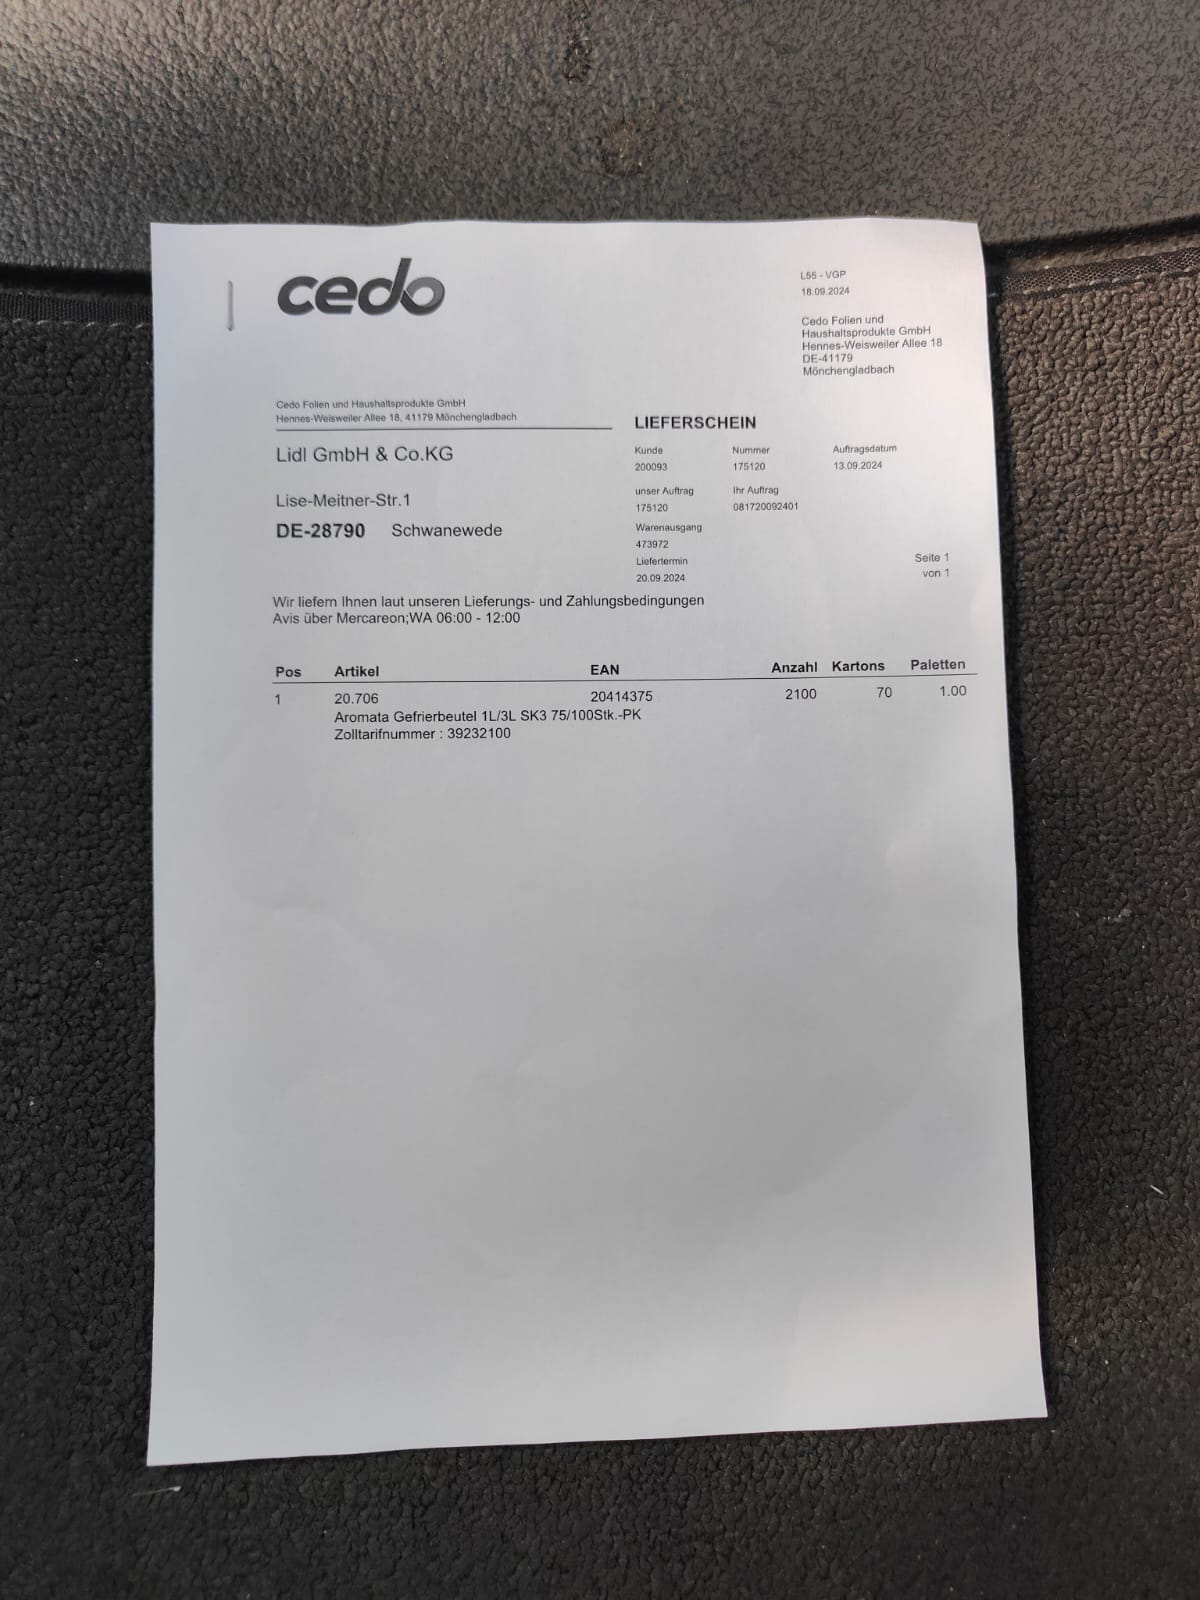 cedo
L55 - VGP
18.09.2024
Cedo Folien und
Haushaltsprodukte GmbH
Hennes-Weisweiler Allee 18
DE-41179
Mönchengladbach
Cedo Folien und Haushaltsprodukte GmbH
Hennes-Weisweiler Allee 18, 41179 Mönchengladbach
Lidl GmbH & Co.KG
Lise-Meitner-Str.1
DE-28790 Schwanewede
LIEFERSCHEIN
Kunde Nummer Auftragsdatum
200093 175120 13.09.2024
unser Auftrag Ihr Auftrag
175120 081720092401
Warenausgang
473972
Liefertermin
20.09.2024
Seite 1
von 1
Wir liefern Ihnen laut unseren Lieferungs- und Zahlungsbedingungen
Avis über Mercareon;WA 06:00 - 12:00
Pos Artikel EAN Anzahl Kartons Paletten
1 20.706 20414375 2100 70 1.00
Aromata Gefrierbeutel 1L/3L SK3 75/100Stk.-PK
Zolltarifnummer : 39232100